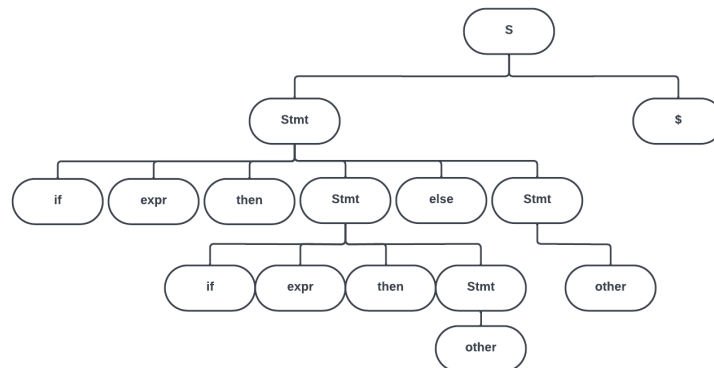 S
Stmt $
if expr then Stmt else Stmt
if expr then Stmt other
other